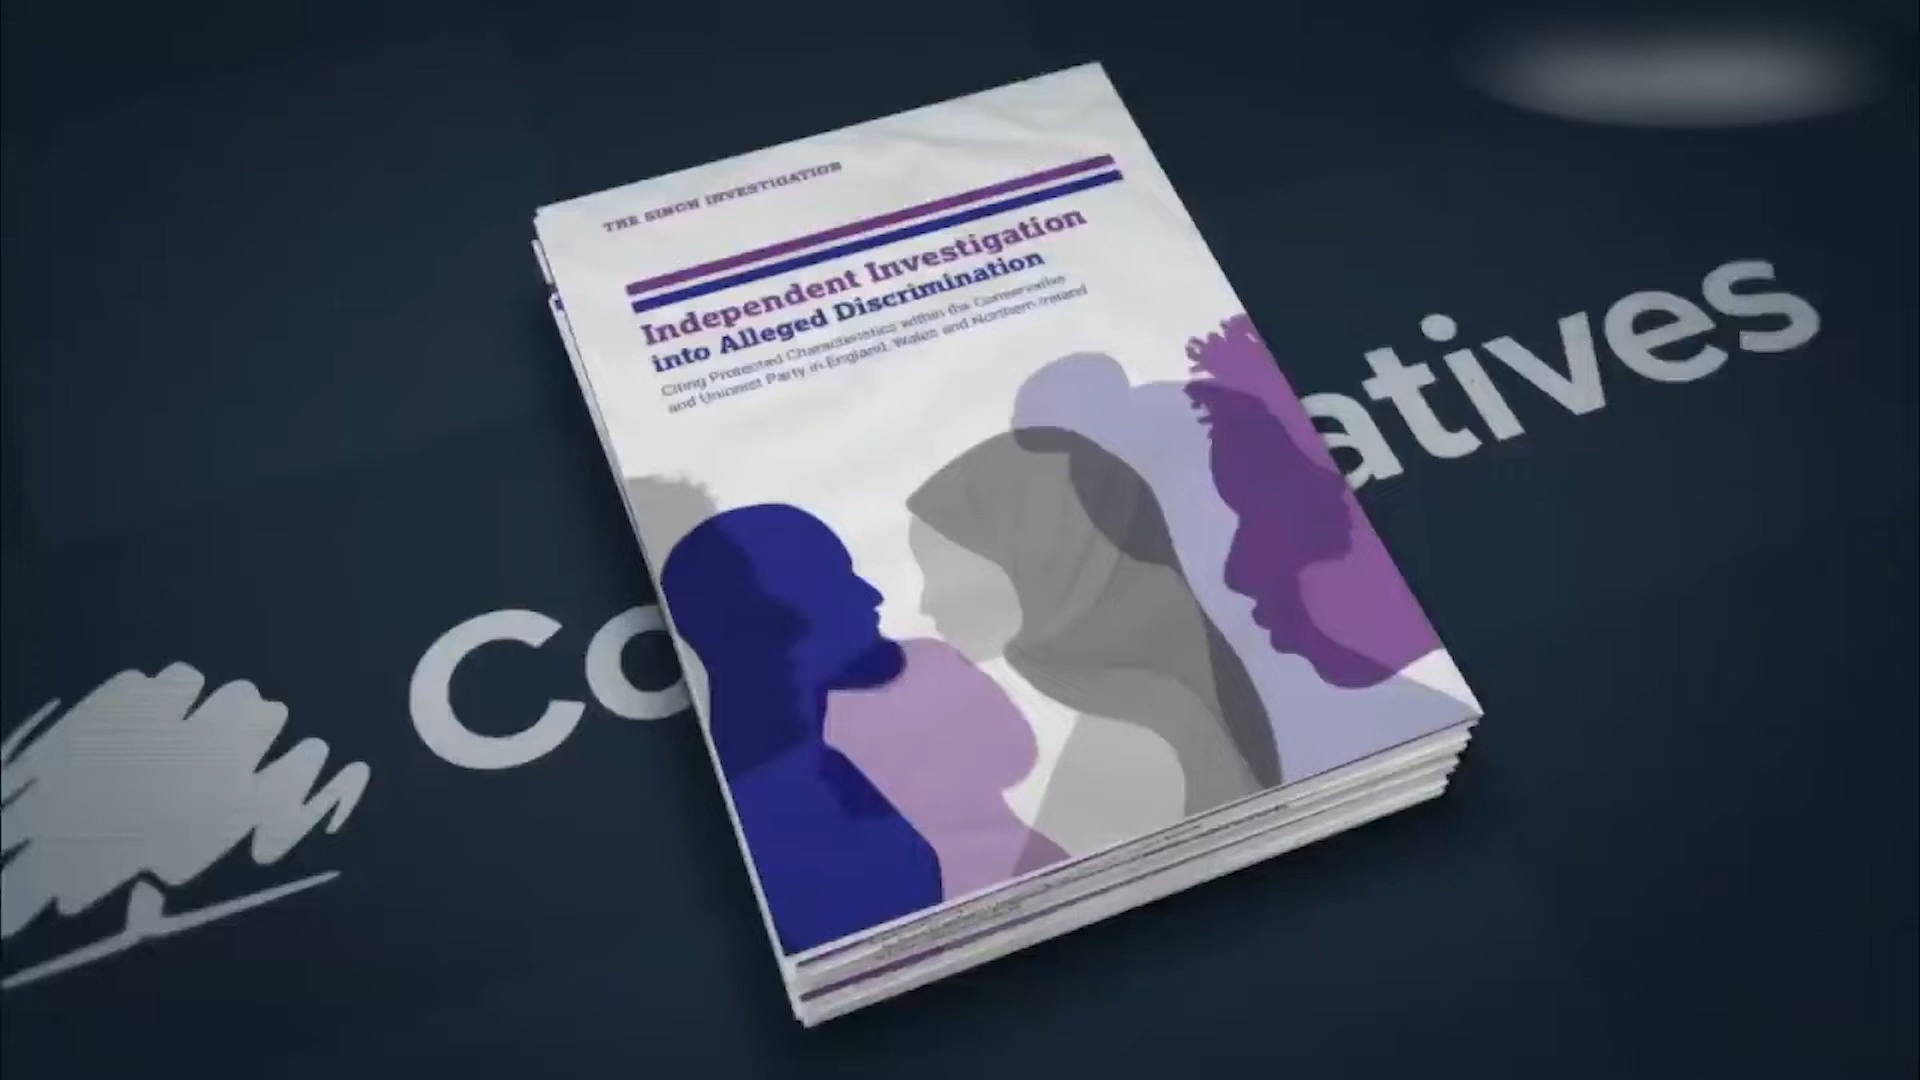 THE SINGH INVESTIGATION
Independent Investigation
into Alleged Discrimination
Citing Protected Characteristics within the Conservative
and Unionist Party in England, Wales and Northern Ireland
Co
atives